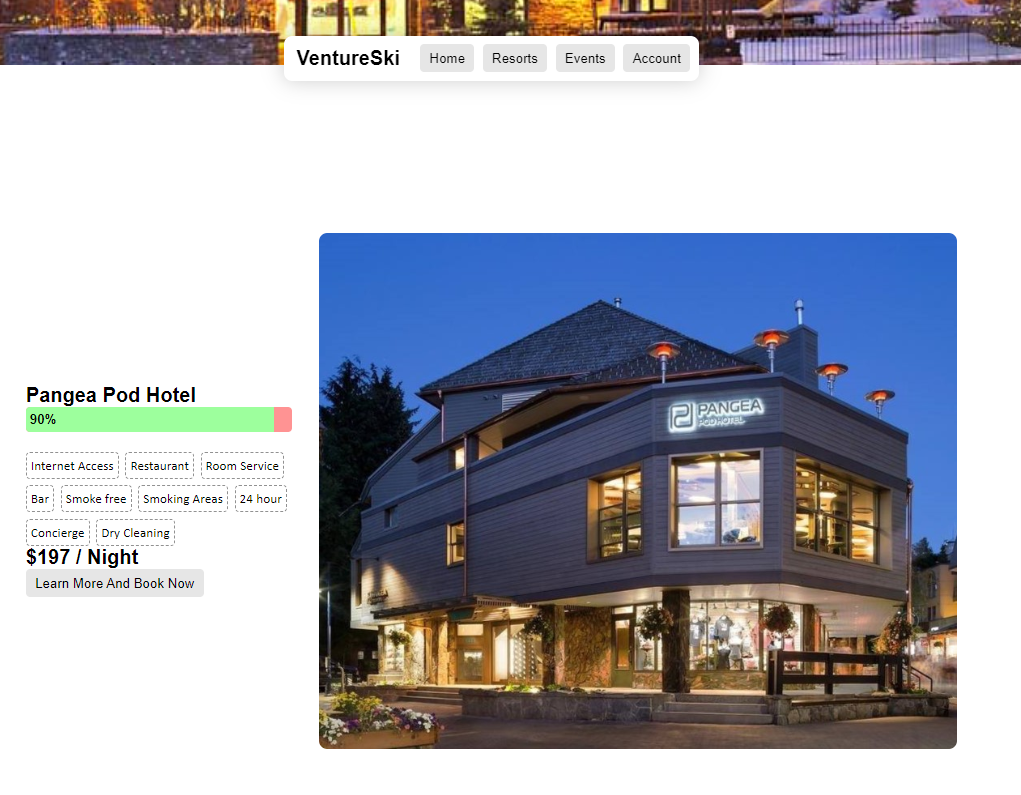 VentureSki Home Resorts Events Account
Pangea Pod Hotel
90%
Internet Access Restaurant Room Service
Bar Smoke free Smoking Areas 24 hour
Concierge Dry Cleaning
$197 / Night
Learn More And Book Now
PANGEA
POD HOTEL